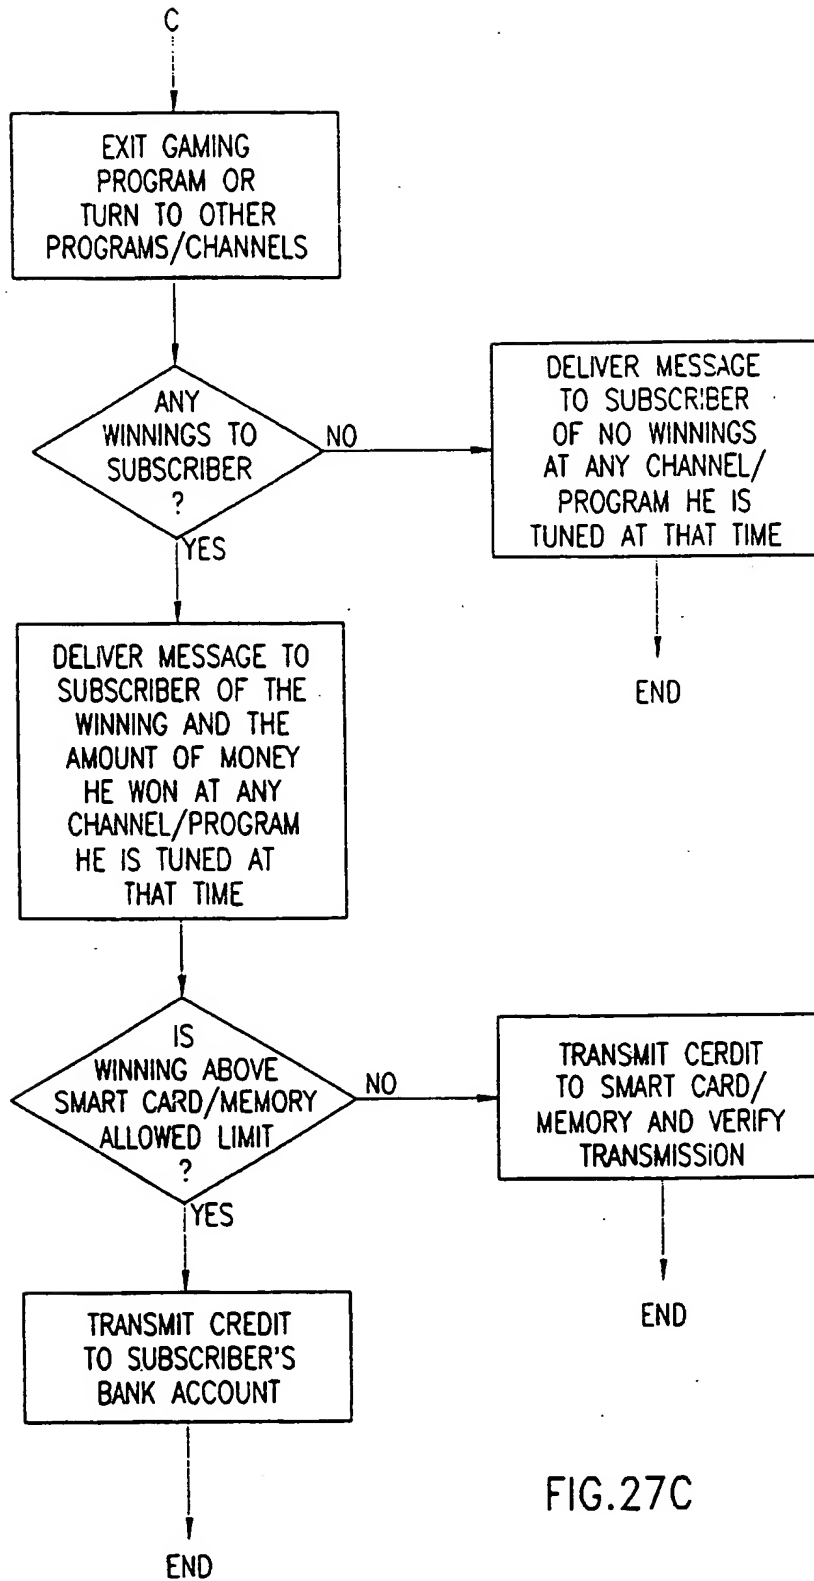 C
EXIT GAMING
PROGRAM OR
TURN TO OTHER
PROGRAMS/CHANNELS
ANY
WINNINGS TO
SUBSCRIBER
?
NO
DELIVER MESSAGE
TO SUBSCRIBER
OF NO WINNINGS
AT ANY CHANNEL/
PROGRAM HE IS
TUNED AT THAT TIME
END
YES
DELIVER MESSAGE TO
SUBSCRIBER OF THE
WINNING AND THE
AMOUNT OF MONEY
HE WON AT ANY
CHANNEL/PROGRAM
HE IS TUNED AT
THAT TIME
IS
WINNING ABOVE
SMART CARD/MEMORY
ALLOWED LIMIT
?
NO
TRANSMIT CERDIT
TO SMART CARD/
MEMORY AND VERIFY
TRANSMISSION
END
YES
TRANSMIT CREDIT
TO SUBSCRIBER'S
BANK ACCOUNT
END
FIG.27C